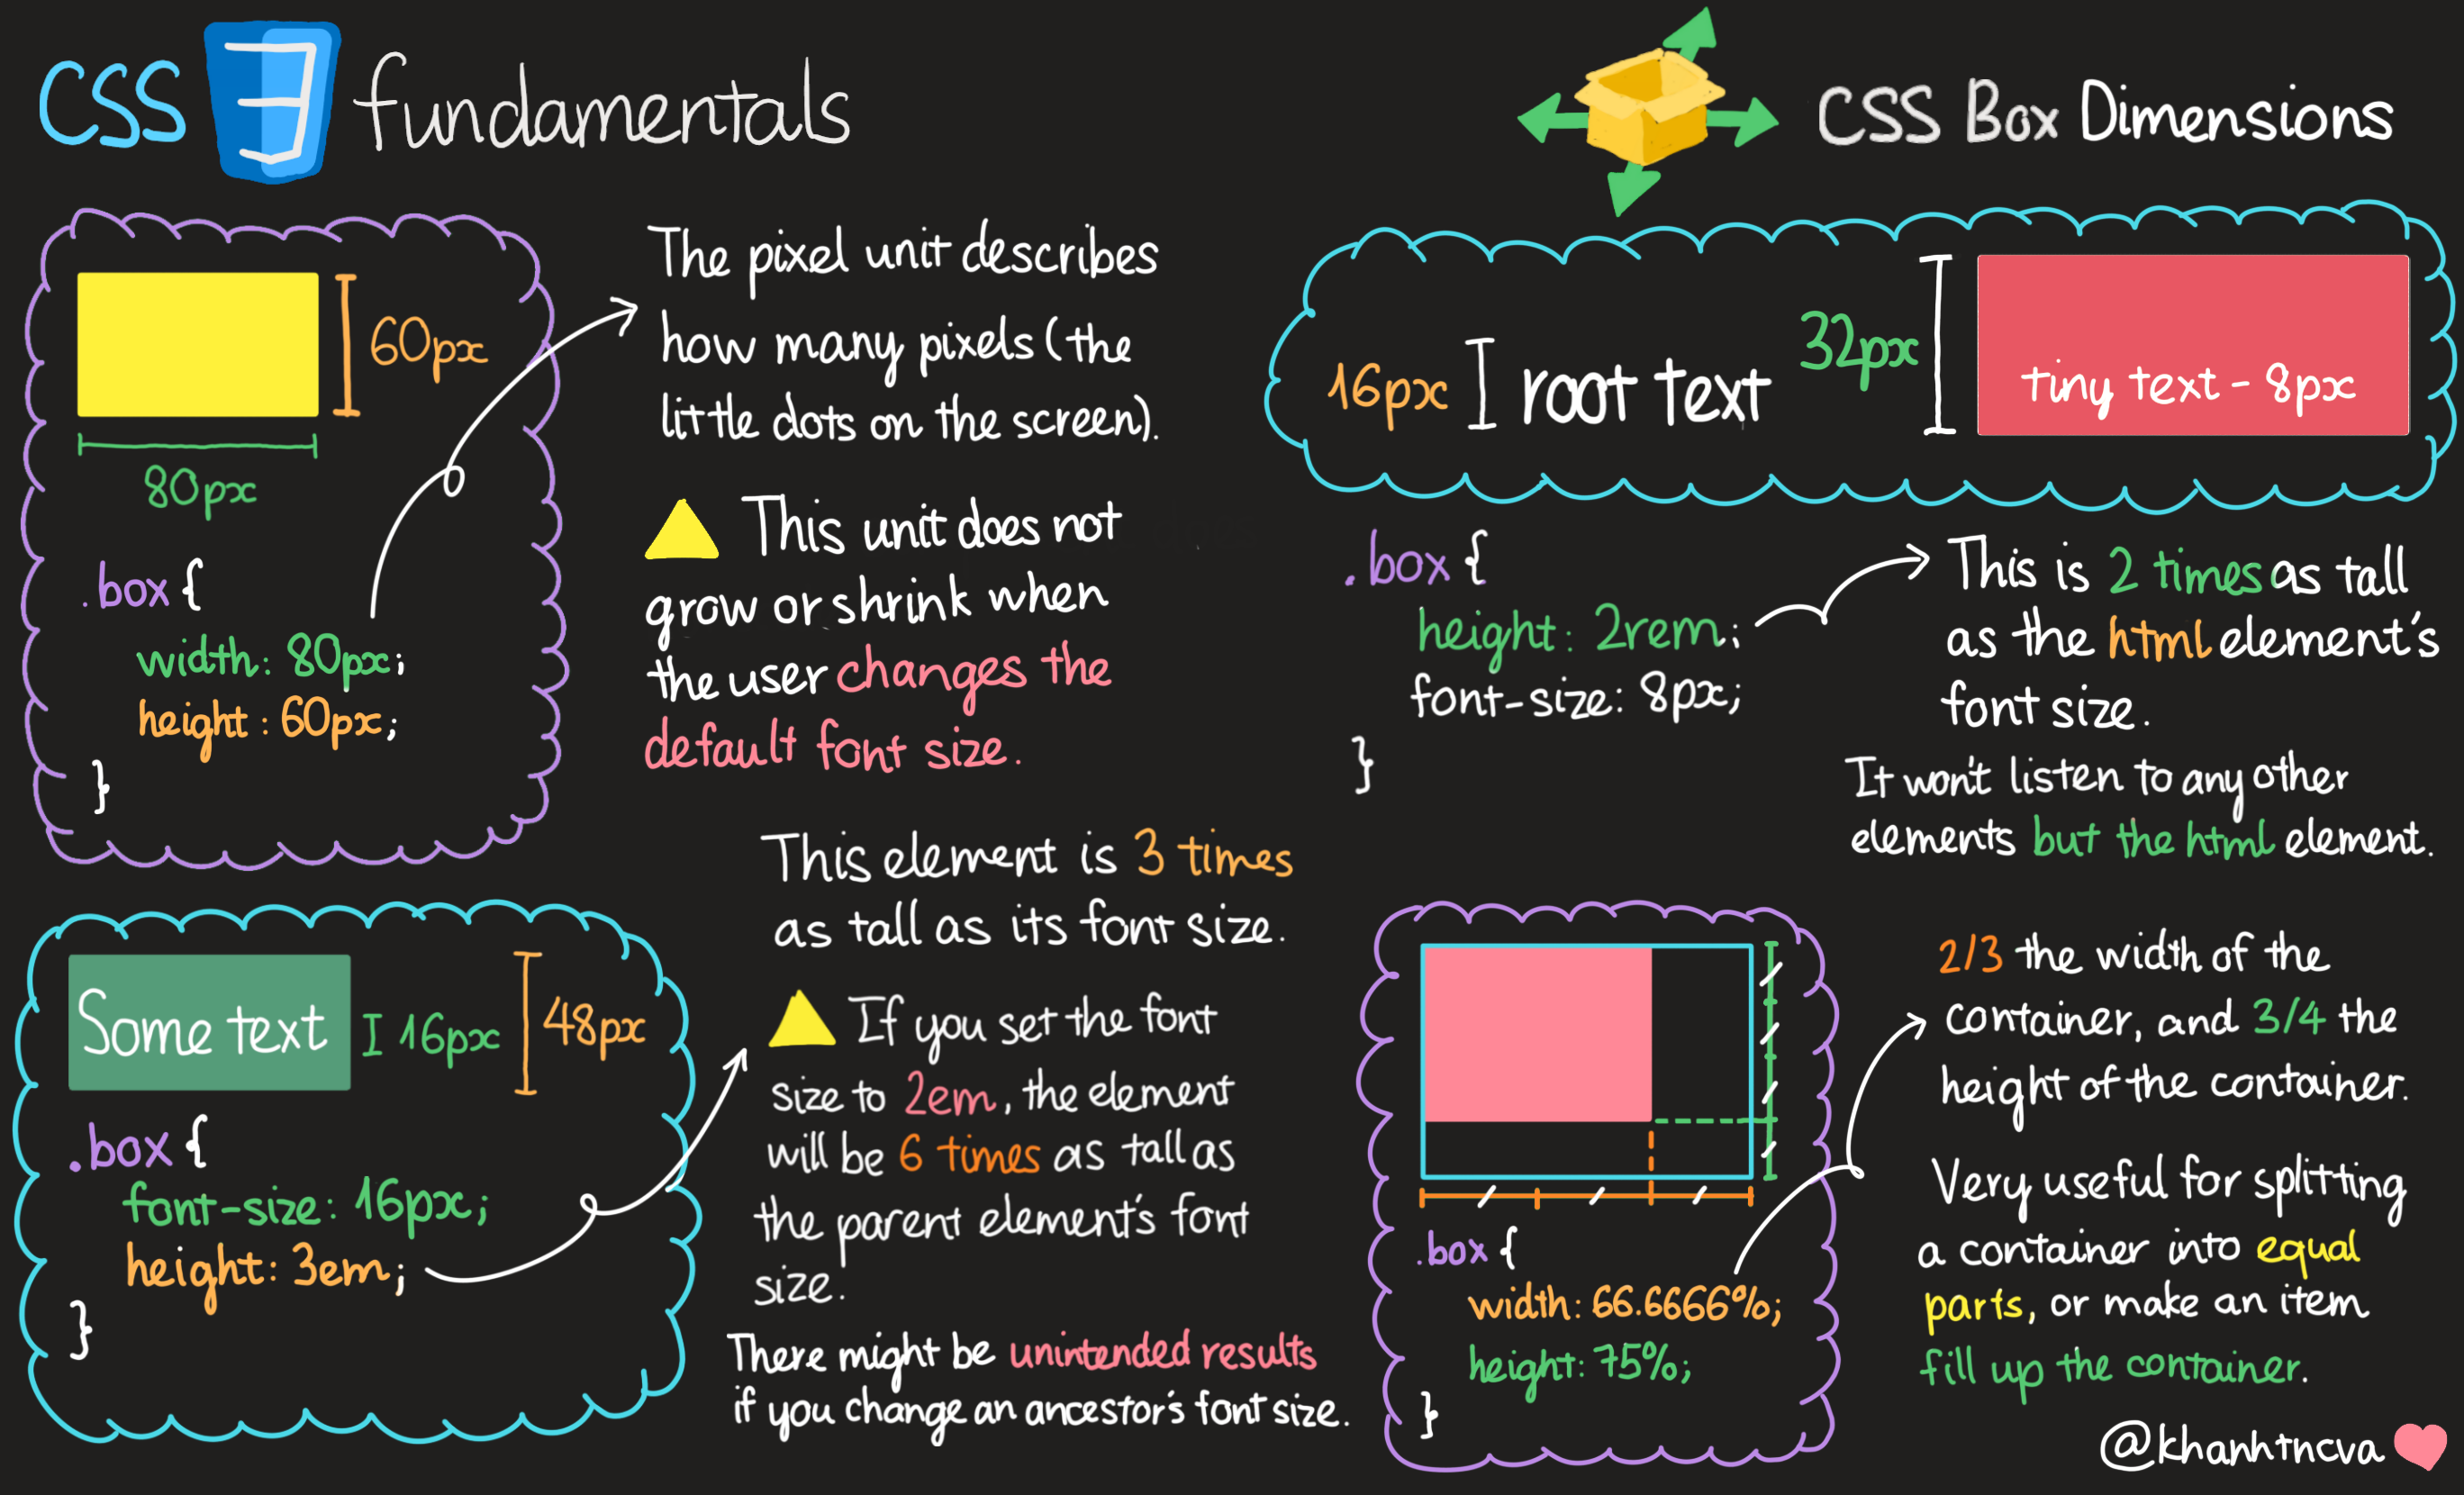 CSS fundamentals
CSS Box Dimensions
60px
80px
.box {
width: 80px;
height: 60px;
}
The pixel unit describes
how many pixels (the
little dots on the screen).
This unit does not
grow or shrink when
the user changes the
default font size.
16px
root text
32px
tiny text - 8px
.box {
height: 2rem;
font-size: 8px;
}
This is 2 times as tall
as the html element's
font size.
It won't listen to any other
elements but the html element.
Some text
16px
48px
.box {
font-size: 16px;
height: 3em;
}
This element is 3 times
as tall as its font size.
If you set the font
size to 2em, the element
will be 6 times as tall as
the parent element's font
size.
There might be unintended results
if you change an ancestor's font size.
.box {
width: 66.6666%;
height: 75%;
}
2/3 the width of the
container, and 3/4 the
height of the container.
Very useful for splitting
a container into equal
parts, or make an item
fill up the container.
@khanhtncva